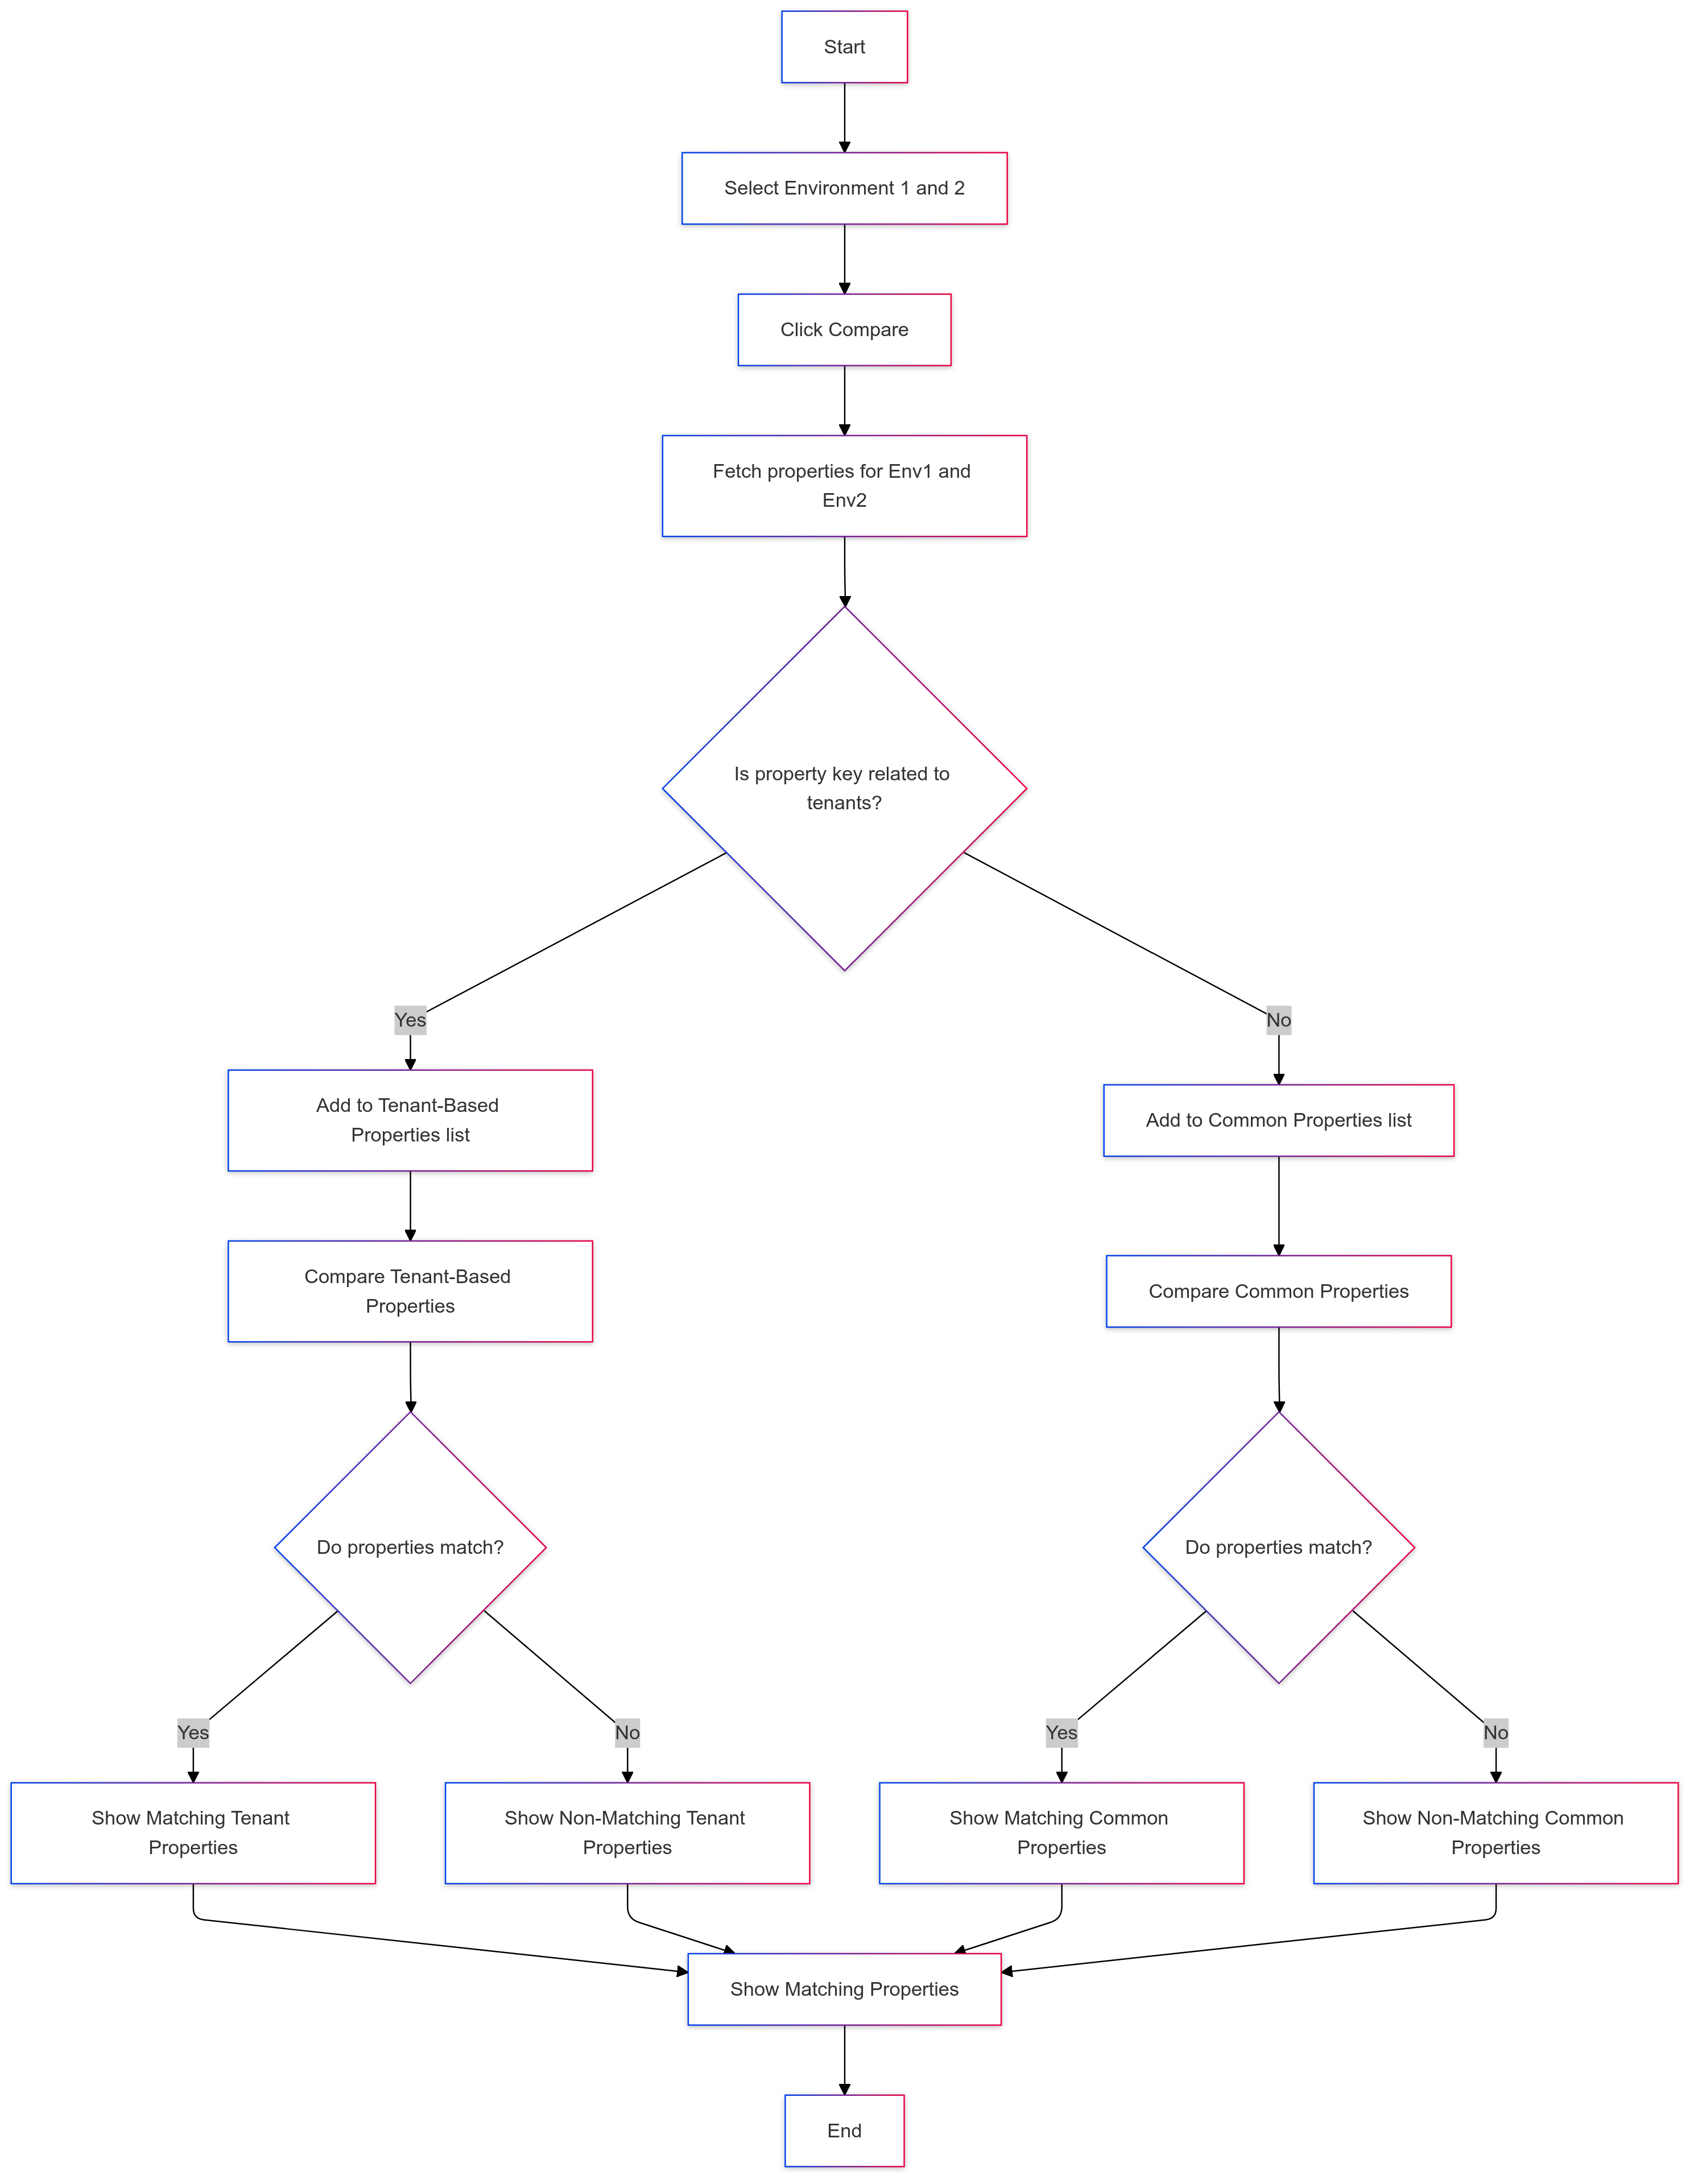 Start
Select Environment 1 and 2
Click Compare
Fetch properties for Env1 and
Env2
Is property key related to
tenants?
Yes
No
Add to Tenant-Based
Properties list
Add to Common Properties list
Compare Tenant-Based
Properties
Compare Common Properties
Do properties match?
Do properties match?
Yes
No
Yes
No
Show Matching Tenant
Properties
Show Non-Matching Tenant
Properties
Show Matching Common
Properties
Show Non-Matching Common
Properties
Show Matching Properties
End